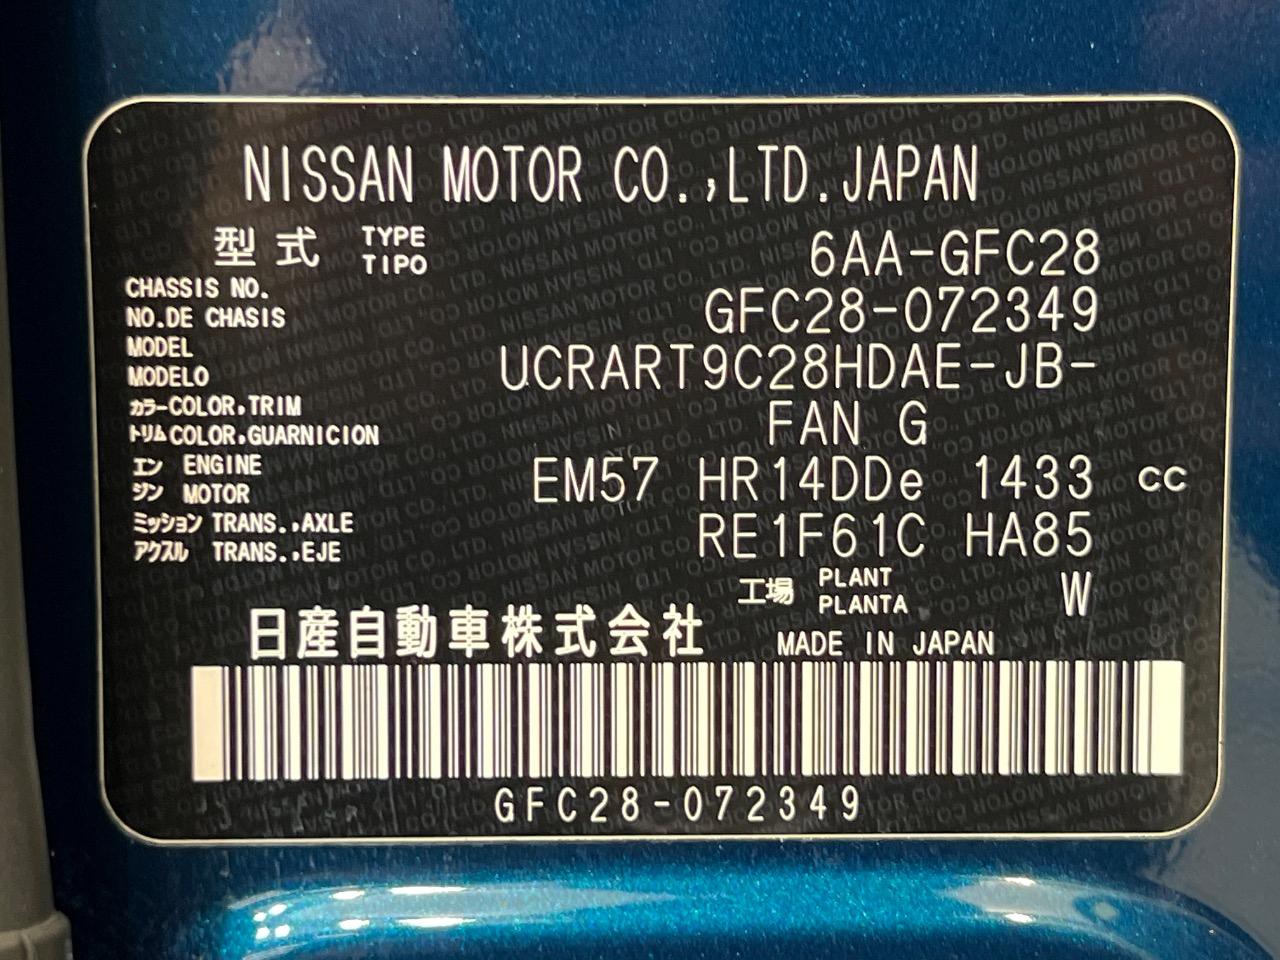 NISSAN MOTOR CO.,LTD.JAPAN
型式 TYPE TIPO 6AA-GFC28
CHASSIS NO.
NO.DE CHASIS GFC28-072349
MODEL
MODELO UCRART9C28HDAE-JB-
カラー COLOR,TRIM
トリム COLOR,GUARNICION FAN G
エン ENGINE
ジン MOTOR EM57 HR14DDe 1433 cc
ミッション TRANS.,AXLE
アクスル TRANS.,EJE RE1F61C HA85
工場 PLANT PLANTA W
日産自動車株式会社 MADE IN JAPAN
GFC28-072349